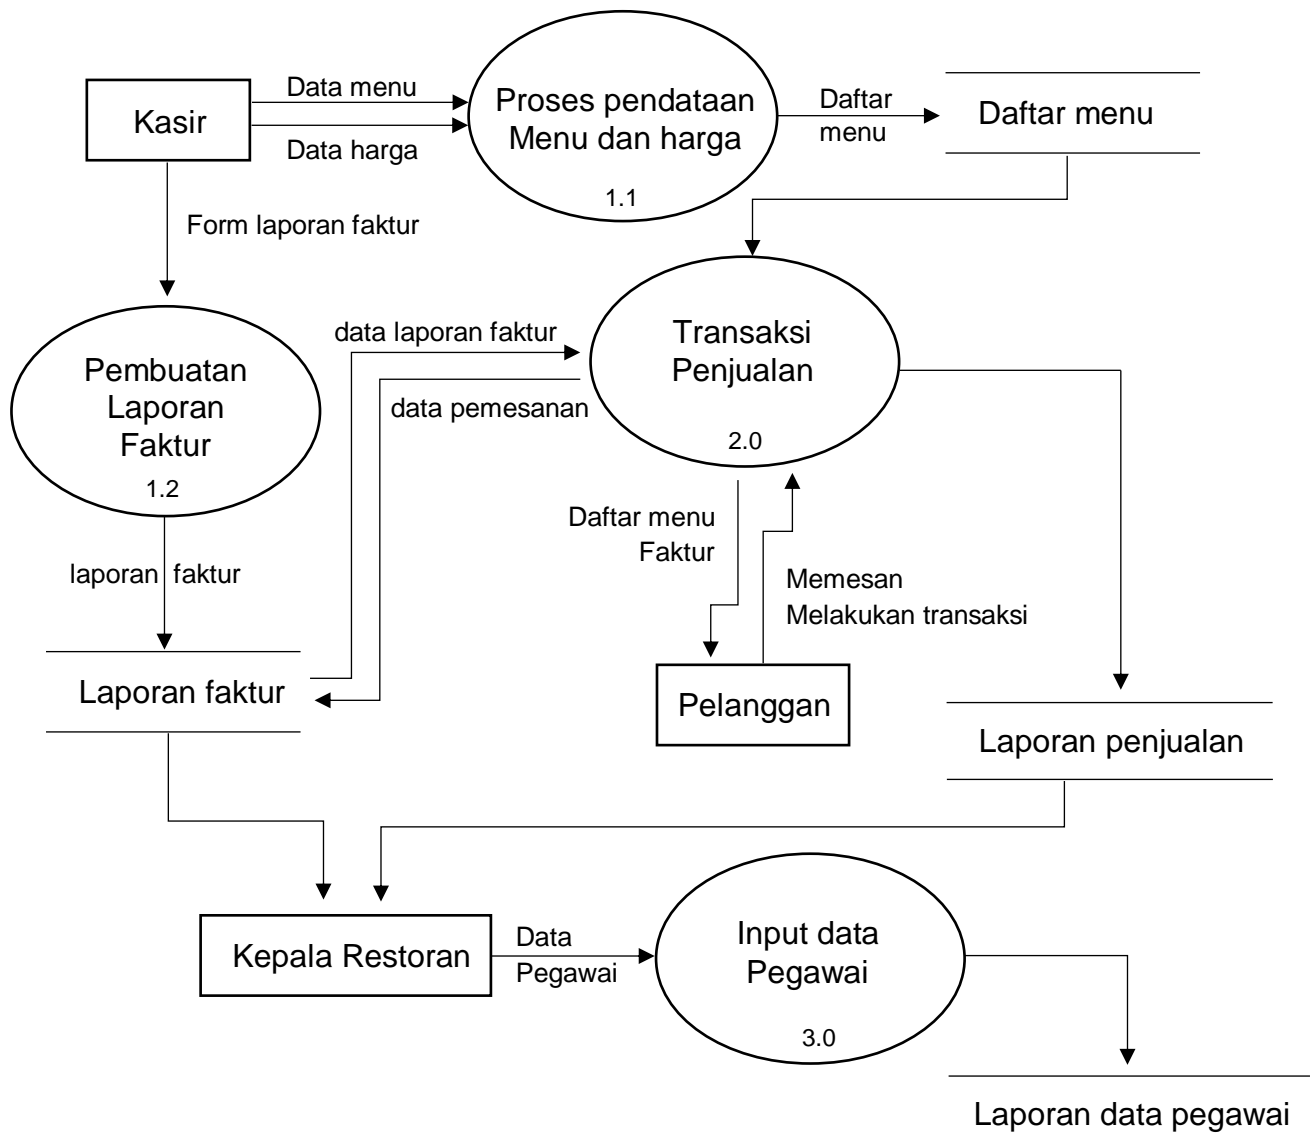 Kasir
Data menu
Data harga
Proses pendataan
Menu dan harga
1.1
Daftar
menu
Daftar menu
Form laporan faktur
Pembuatan
Laporan
Faktur
1.2
data laporan faktur
data pemesanan
Transaksi
Penjualan
2.0
Daftar menu
Faktur
Memesan
Melakukan transaksi
laporan faktur
Laporan faktur
Pelanggan
Laporan penjualan
Kepala Restoran
Data
Pegawai
Input data
Pegawai
3.0
Laporan data pegawai